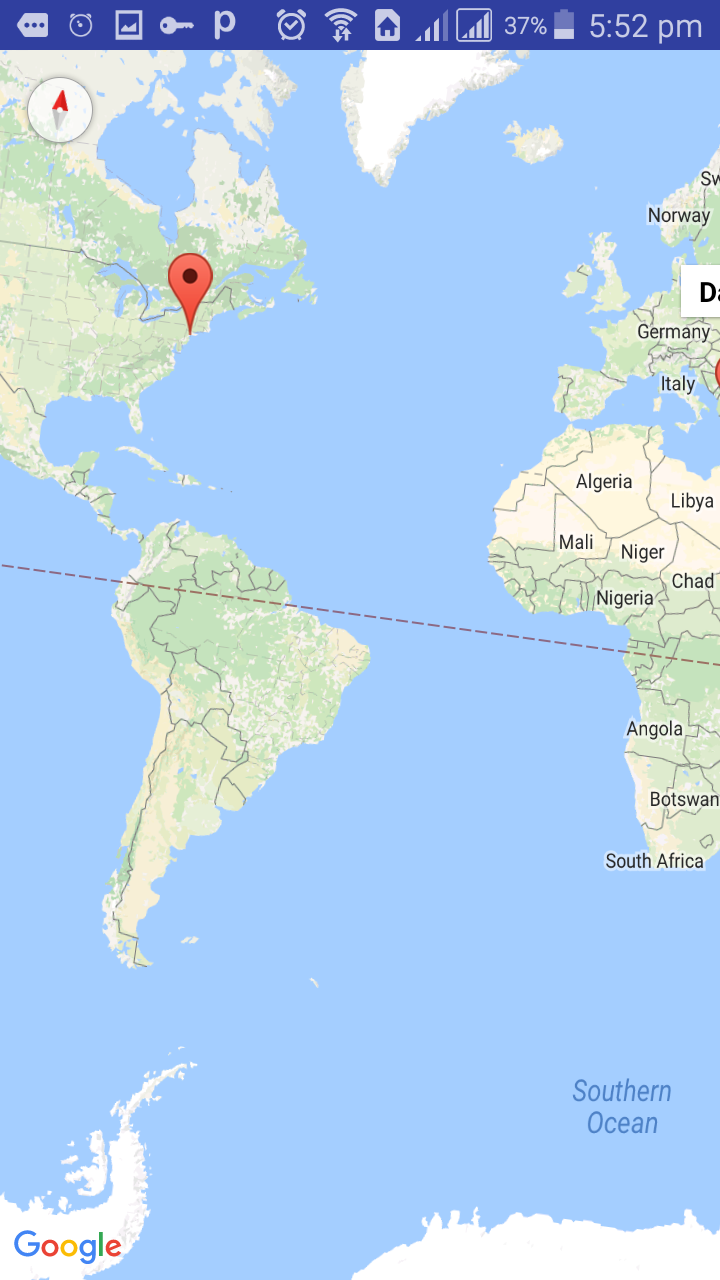 37% 5:52 pm
Sw
Norway
Da
Germany
Italy
Algeria
Libya
Mali
Niger
Chad
Nigeria
Angola
Botswan
South Africa
Southern
Ocean
Google